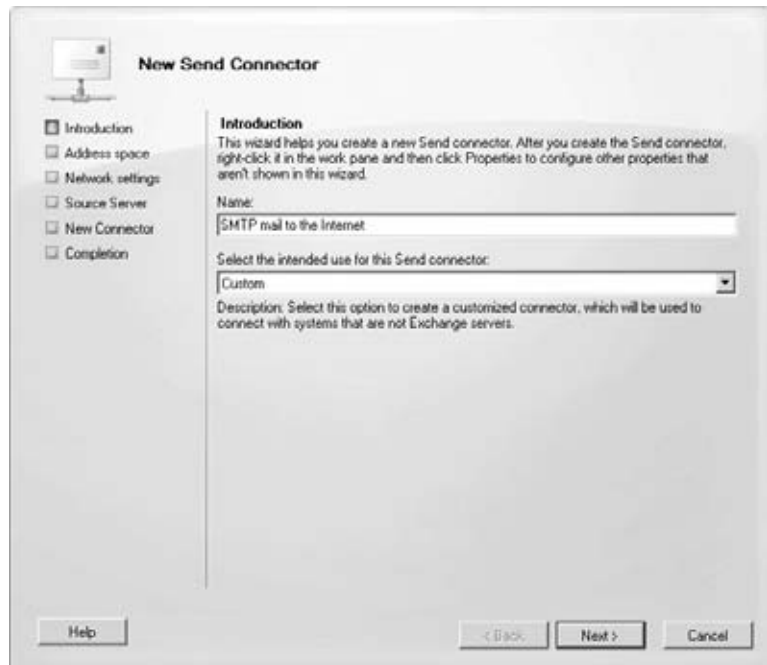 New Send Connector
Introduction
Address space
Network settings
Source Server
New Connector
Completion
Introduction
This wizard helps you create a new Send connector. After you create the Send connector,
right-click it in the work pane and then click Properties to configure other properties that
aren't shown in this wizard.
Name:
SMTP mail to the Internet
Select the intended use for this Send connector:
Custom
Description: Select this option to create a customized connector, which will be used to
connect with systems that are not Exchange servers.
Help
< Back
Next >
Cancel